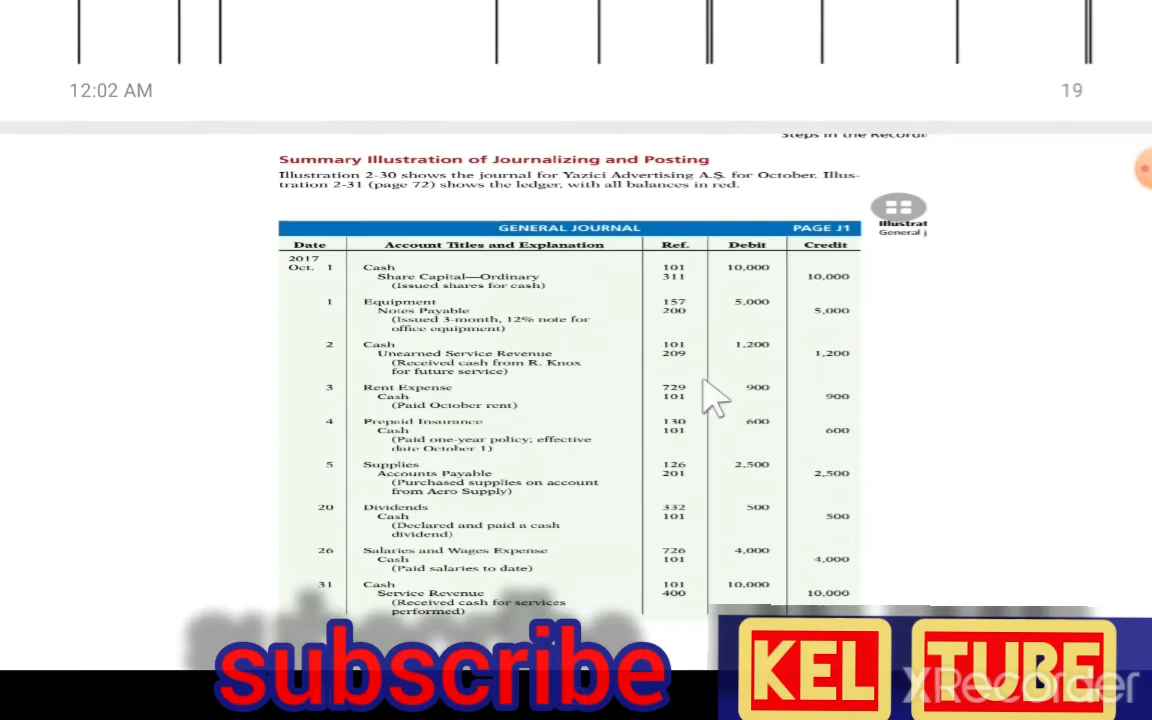 12:02 AM 19
Summary Illustration of Journalizing and Posting
Illustration 2-30 shows the journal for Yazici Advertising A.Ş. for October. Illus-
tration 2-31 (page 72) shows the ledger, with all balances in red.
Illustrat
General j
GENERAL JOURNAL PAGE J1
Date Account Titles and Explanation Ref. Debit Credit
2017
Oct. 1 Cash 101 10,000
Share Capital—Ordinary 311 10,000
(Issued shares for cash)
1 Equipment 157 5,000
Notes Payable 200 5,000
(Issued 3-month, 12% note for
office equipment)
2 Cash 101 1,200
Unearned Service Revenue 209 1,200
(Received cash from R. Knox
for future service)
3 Rent Expense 729 900
Cash 101 900
(Paid October rent)
4 Prepaid Insurance 130 600
Cash 101 600
(Paid one-year policy; effective
date October 1)
5 Supplies 126 2,500
Accounts Payable 201 2,500
(Purchased supplies on account
from Aero Supply)
20 Dividends 332 500
Cash 101 500
(Declared and paid a cash
dividend)
26 Salaries and Wages Expense 726 4,000
Cash 101 4,000
(Paid salaries to date)
31 Cash 101 10,000
Service Revenue 400 10,000
(Received cash for services
performed)
subscribe
KEL TUBE
XRecorder